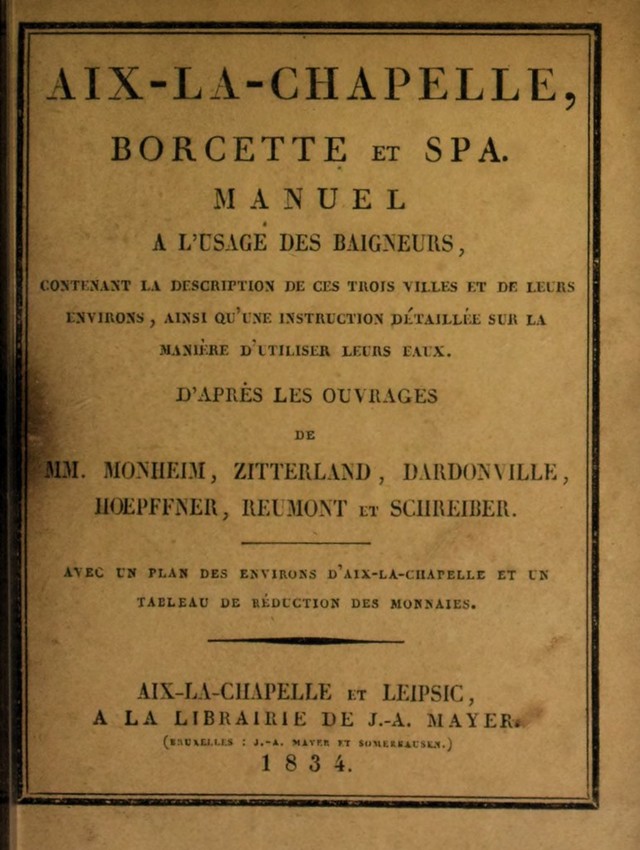 AIX-LA-CHAPELLE,
BORCETTE ET SPA.
MANUEL
A L'USAGE DES BAIGNEURS,
CONTENANT LA DESCRIPTION DE CES TROIS VILLES ET DE LEURS
ENVIRONS, AINSI QU'UNE INSTRUCTION DÉTAILLÉE SUR LA
MANIÈRE D'UTILISER LEURS EAUX.
D'APRÈS LES OUVRAGES
DE
MM. MONHEIM, ZITTERLAND, DARDONVILLE,
HOEPFFNER, REUMONT ET SCHREIBER.
AVEC UN PLAN DES ENVIRONS D'AIX-LA-CHAPELLE ET UN
TABLEAU DE RÉDUCTION DES MONNAIES.
AIX-LA-CHAPELLE ET LEIPSIC,
A LA LIBRAIRIE DE J.-A. MAYER.
(BRUXELLES : J.-A. MAYER ET SOMERHAUSEN.)
1834.